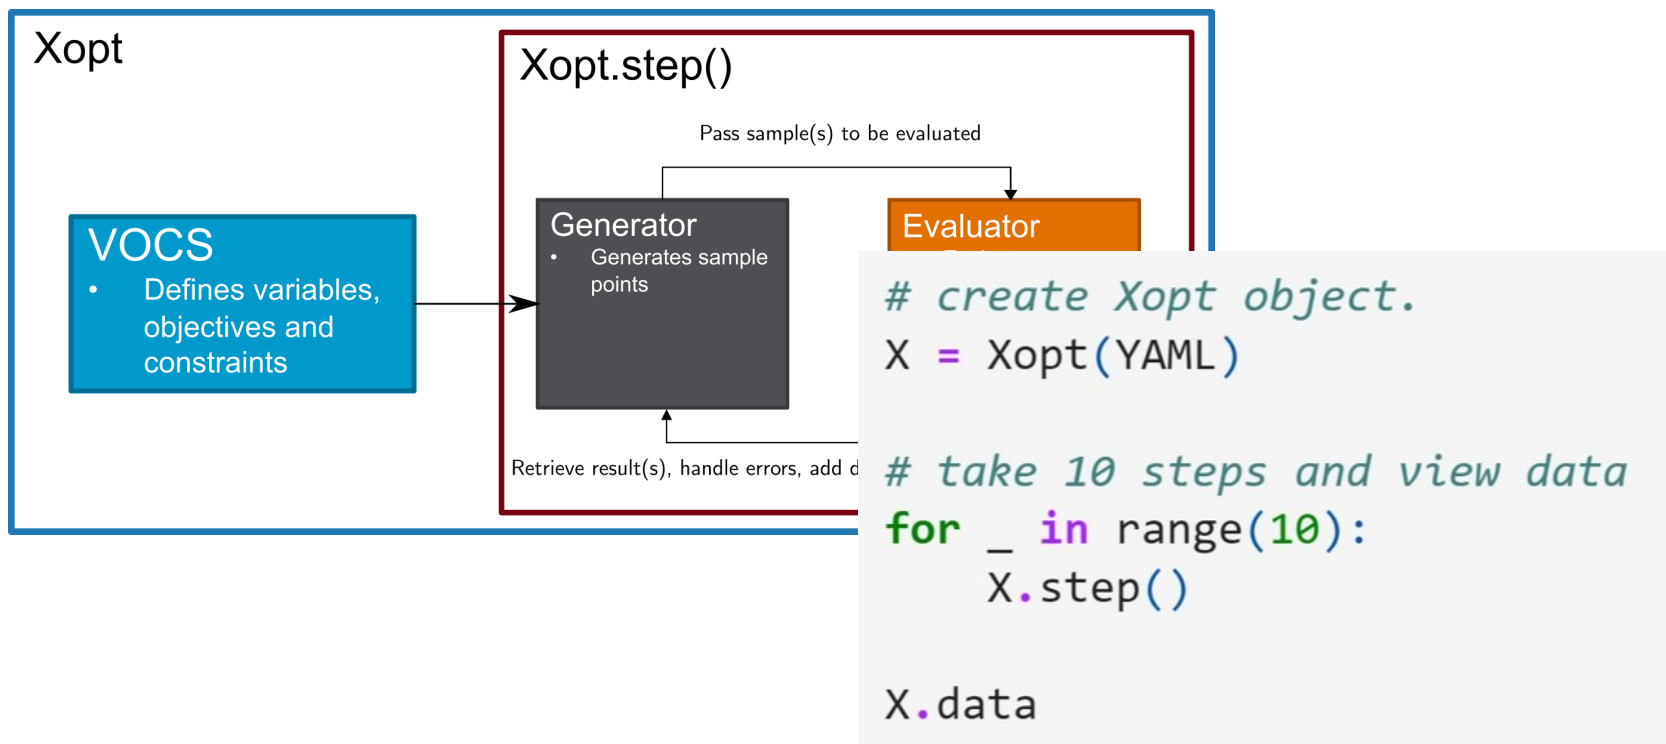 Xopt
Xopt.step()
Pass sample(s) to be evaluated
VOCS
• Defines variables,
objectives and
constraints
Generator
• Generates sample
points
Evaluator
Retrieve result(s), handle errors, add
# create Xopt object.
X = Xopt(YAML)
# take 10 steps and view data
for _ in range(10):
    X.step()
X.data